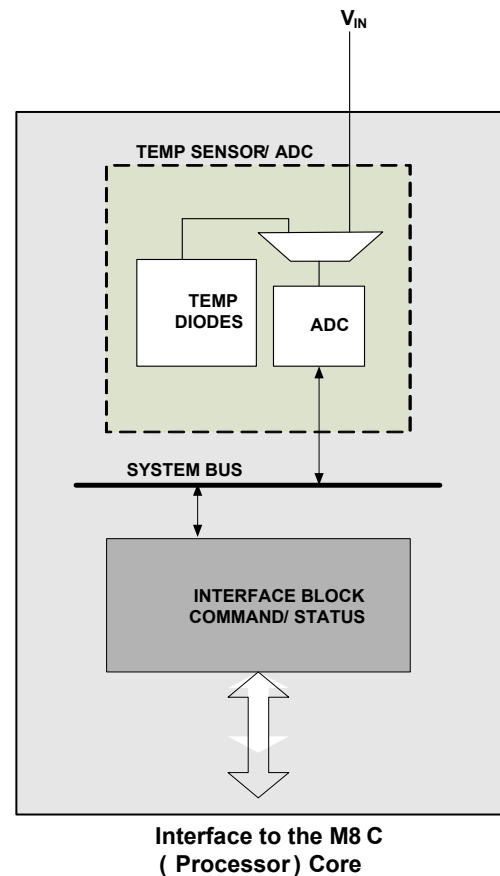 VIN
TEMP SENSOR/ ADC
TEMP
DIODES
ADC
SYSTEM BUS
INTERFACE BLOCK
COMMAND/ STATUS
Interface to the M8 C
( Processor ) Core